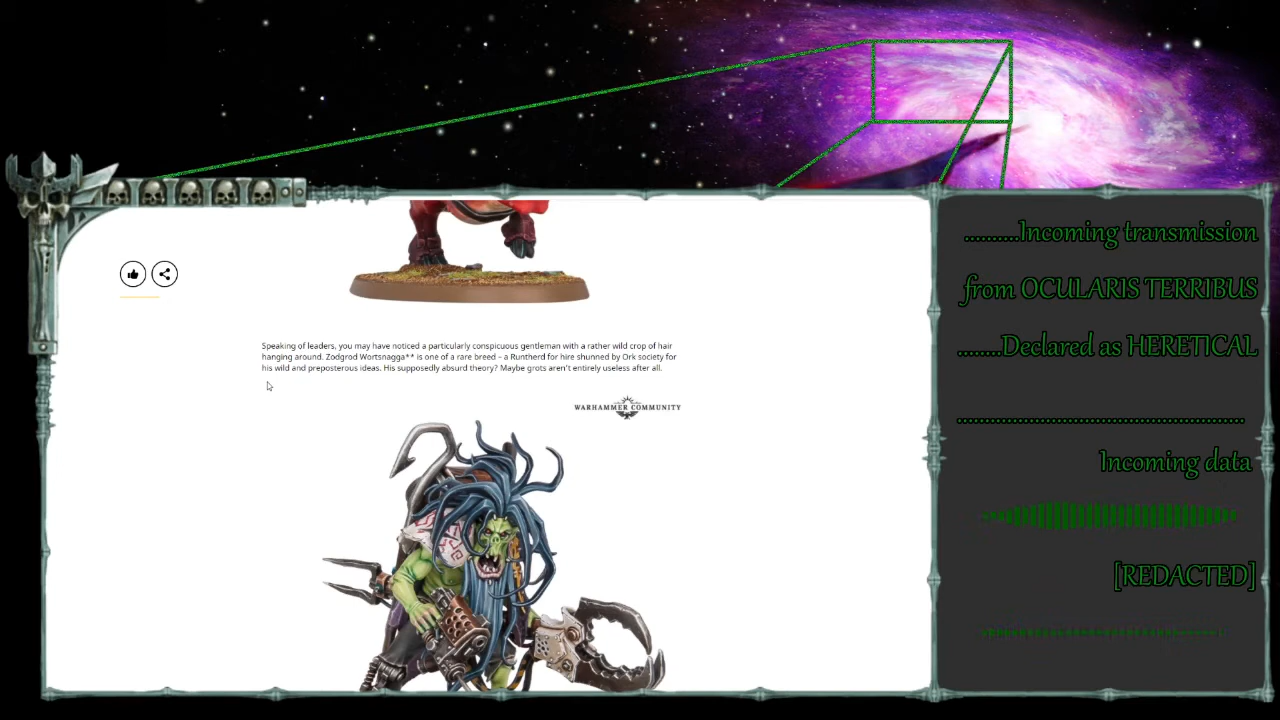 Speaking of leaders, you may have noticed a particularly conspicuous gentleman with a rather wild crop of hair
hanging around. Zodgrod Wortsnagga** is one of a rare breed – a Runtherd for hire shunned by Ork society for
his wild and preposterous ideas. His supposedly absurd theory? Maybe grots aren't entirely useless after all.
WARHAMMER COMMUNITY
..........Incoming transmission
from OCULARIS TERRIBUS
........Declared as HERETICAL
................................................
Incoming data
[REDACTED]